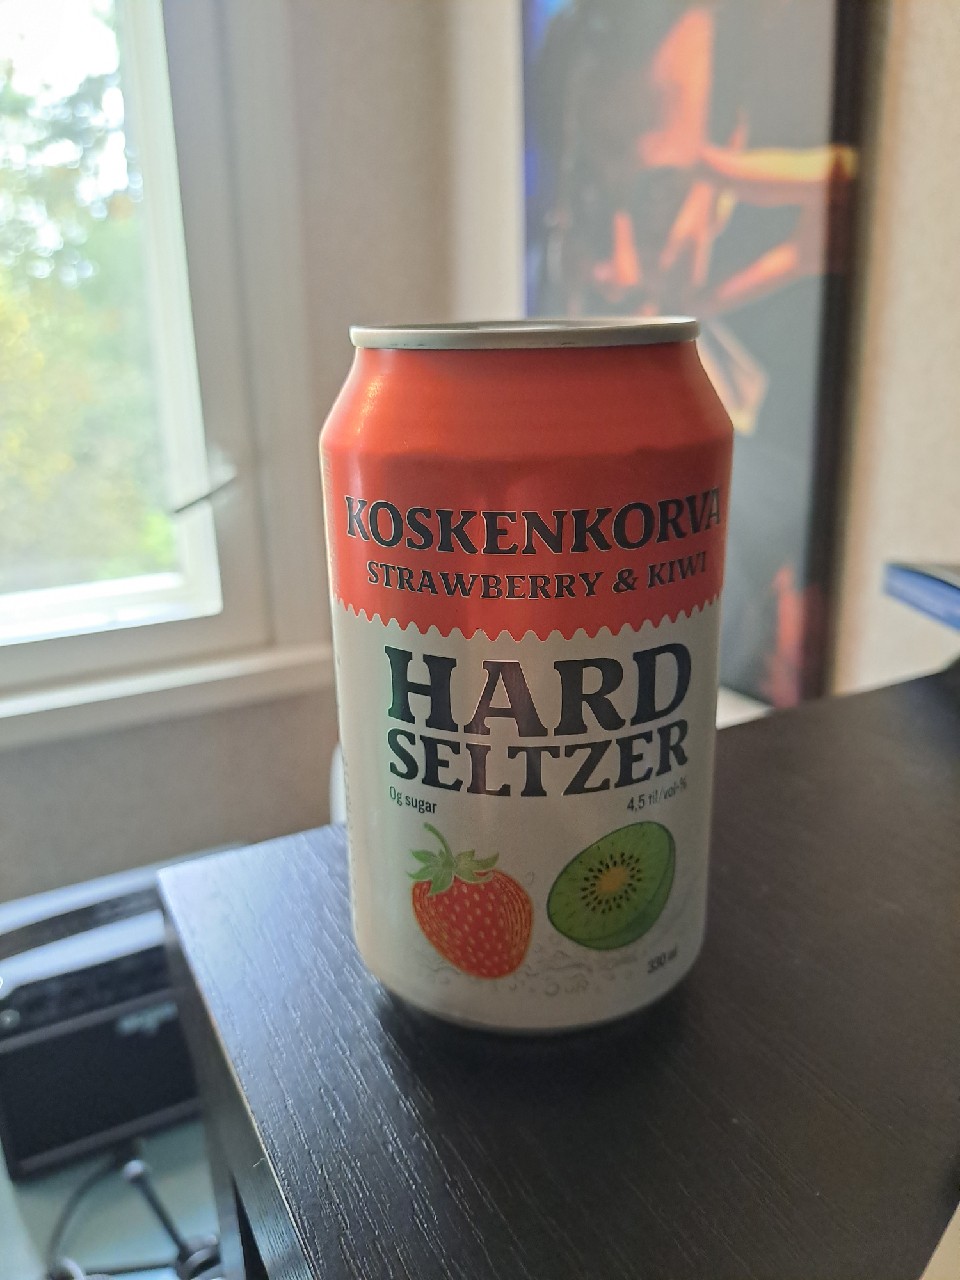 KOSKENKORVA
STRAWBERRY & KIWI
HARD
SELTZER
0g sugar
4,5 til/vol-%
330 ml